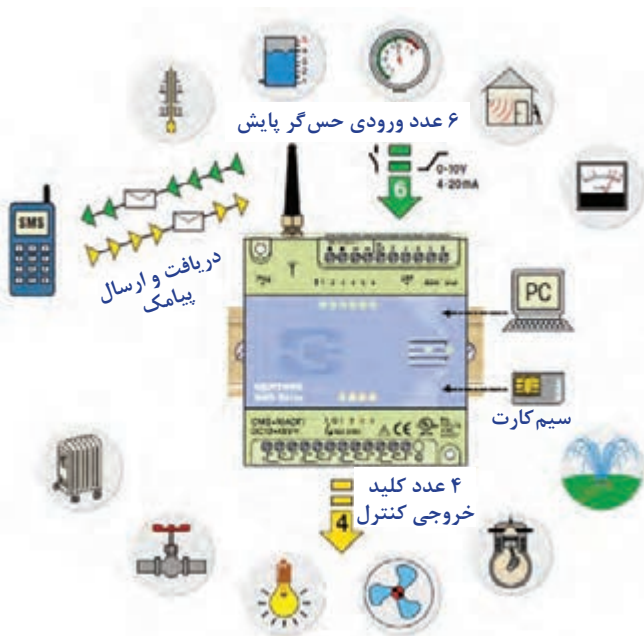 ۶ عدد ورودی حس‌گر پایش
0-10V
4-20mA
6
SMS
دریافت و ارسال
پیامک
PC
سیم‌کارت
۴ عدد کلید
خروجی کنترل
4